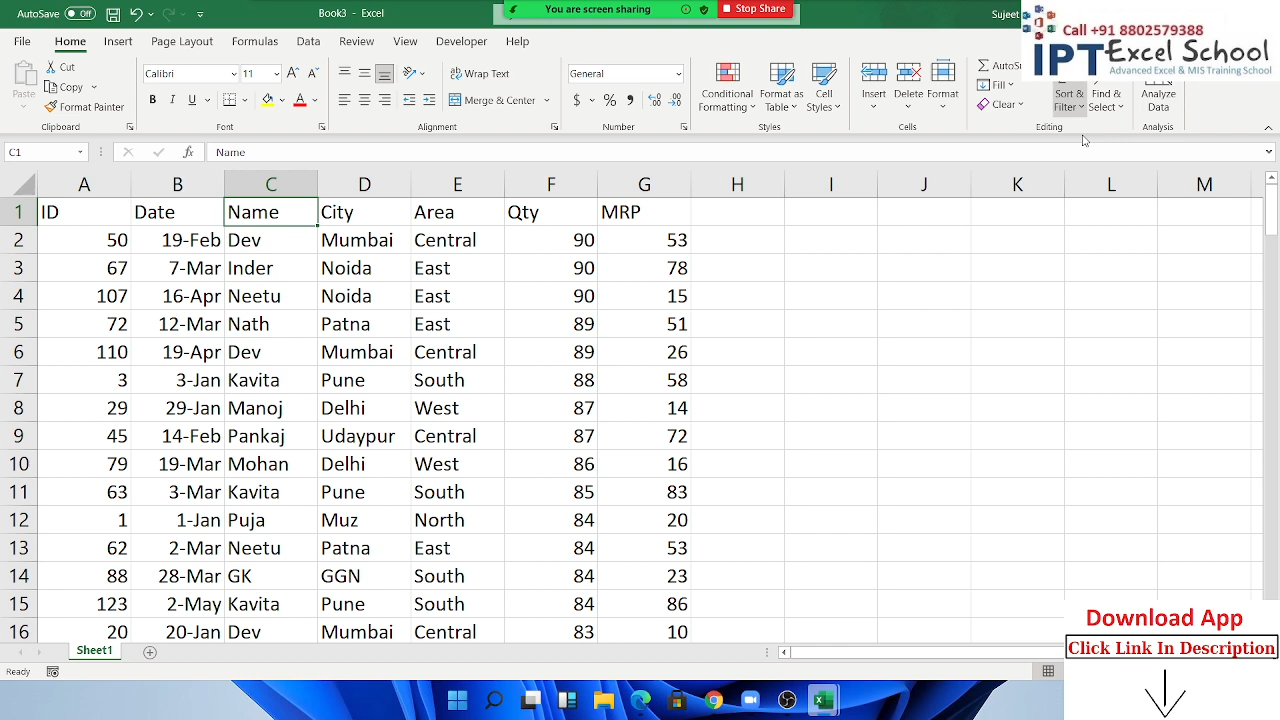 AutoSave Off Book3 - Excel You are screen sharing Stop Share Sujeet
Call +91 8802579388
IPT Excel School
Advanced Excel & MIS Training School
File Home Insert Page Layout Formulas Data Review View Developer Help
Paste Cut Copy Format Painter Clipboard
Calibri 11 B I U A Font
Wrap Text Merge & Center Alignment
General $ % , Number
Conditional Formatting Format as Table Cell Styles Styles
Insert Delete Format Cells
Fill Clear Sort & Filter Find & Select Editing
Analyze Data Analysis
C1 fx Name
A B C D E F G H I J K L M
1 ID Date Name City Area Qty MRP
2 50 19-Feb Dev Mumbai Central 90 53
3 67 7-Mar Inder Noida East 90 78
4 107 16-Apr Neetu Noida East 90 15
5 72 12-Mar Nath Patna East 89 51
6 110 19-Apr Dev Mumbai Central 89 26
7 3 3-Jan Kavita Pune South 88 58
8 29 29-Jan Manoj Delhi West 87 14
9 45 14-Feb Pankaj Udaypur Central 87 72
10 79 19-Mar Mohan Delhi West 86 16
11 63 3-Mar Kavita Pune South 85 83
12 1 1-Jan Puja Muz North 84 20
13 62 2-Mar Neetu Patna East 84 53
14 88 28-Mar GK GGN South 84 23
15 123 2-May Kavita Pune South 84 86
16 20 20-Jan Dev Mumbai Central 83 10
Sheet1
Ready
Download App
Click Link In Description